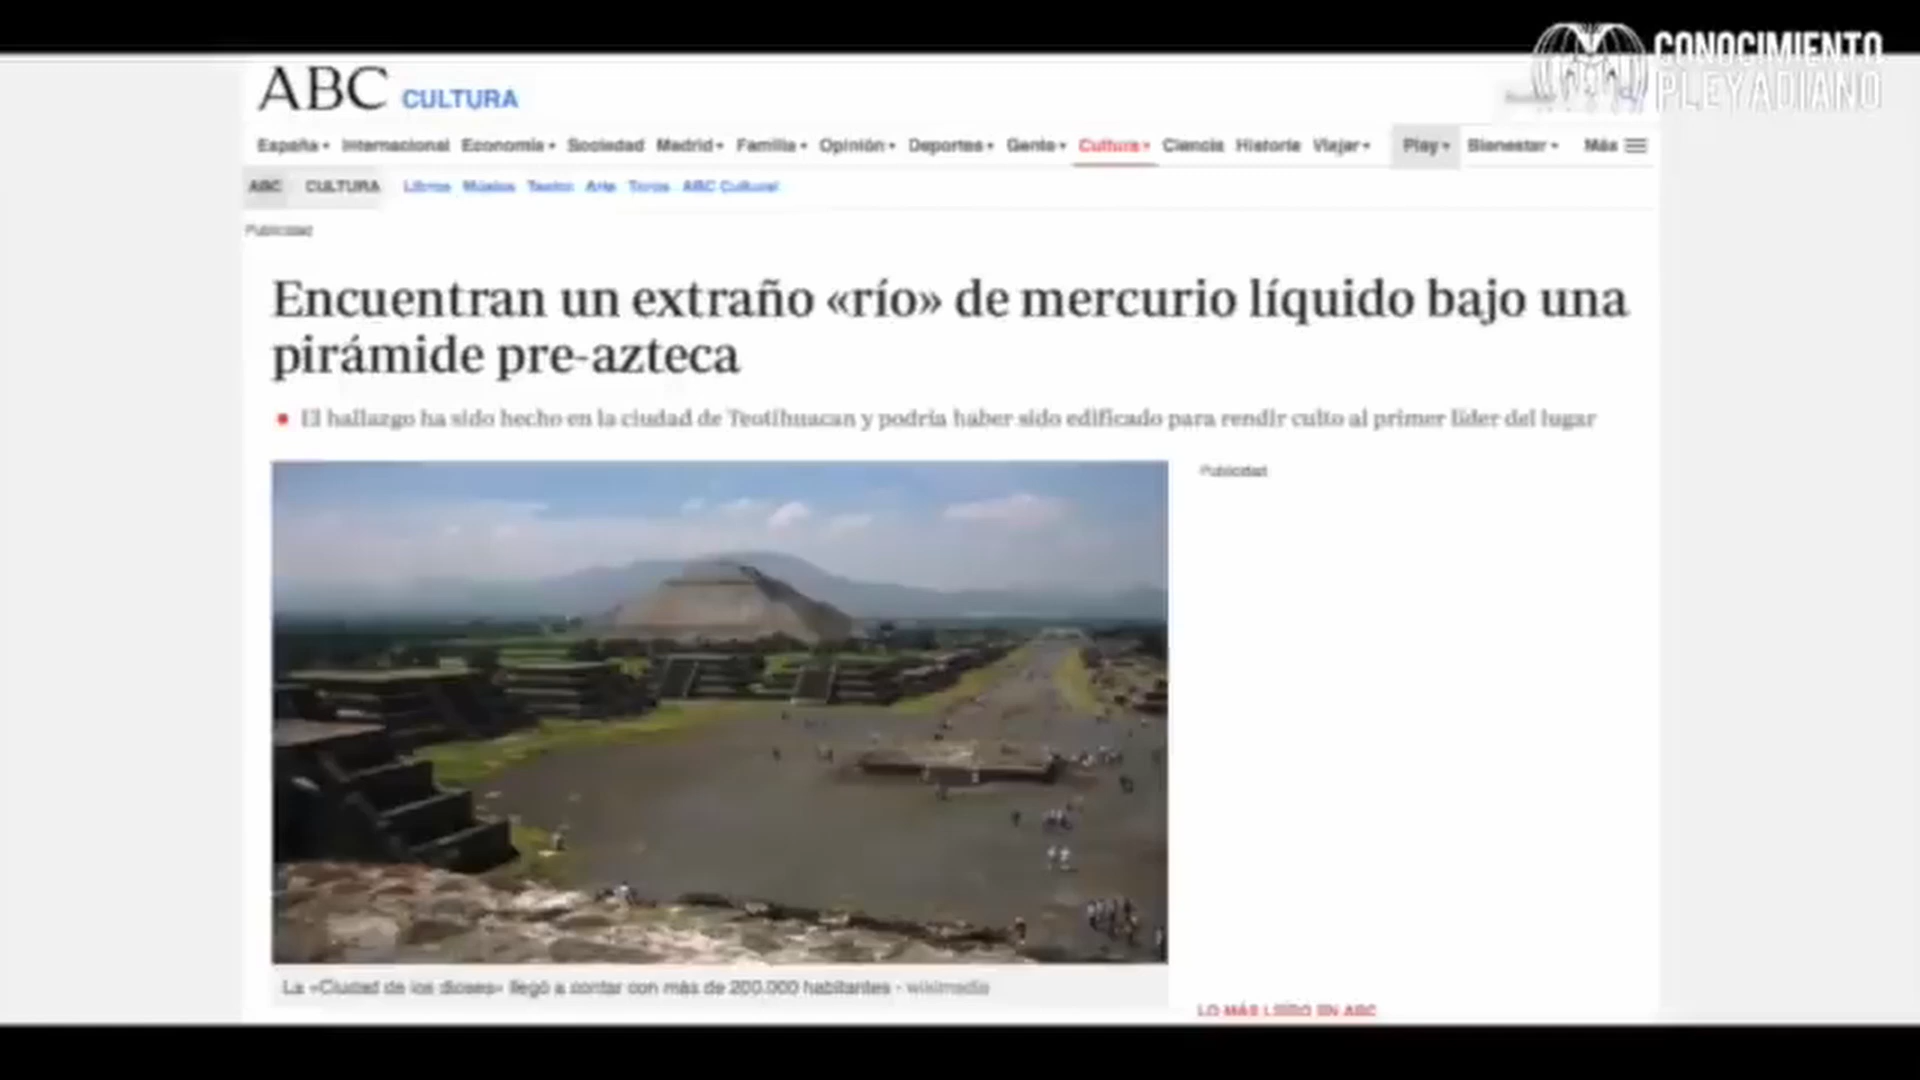 CONOCIMIENTO
PLEYADIANO
ABC CULTURA
España Internacional Economía Sociedad Madrid Familia Opinión Deportes Gente Cultura Ciencia Historia Viajar Play Bienestar Más
ABC CULTURA Libros Música Teatro Arte Toros ABC Cultural
Publicidad
Encuentran un extraño «río» de mercurio líquido bajo una
pirámide pre-azteca
El hallazgo ha sido hecho en la ciudad de Teotihuacan y podría haber sido edificado para rendir culto al primer líder del lugar
Publicidad
La «Ciudad de los dioses» llegó a contar con más de 200.000 habitantes - wikimedia
LO MÁS LEÍDO EN ABC